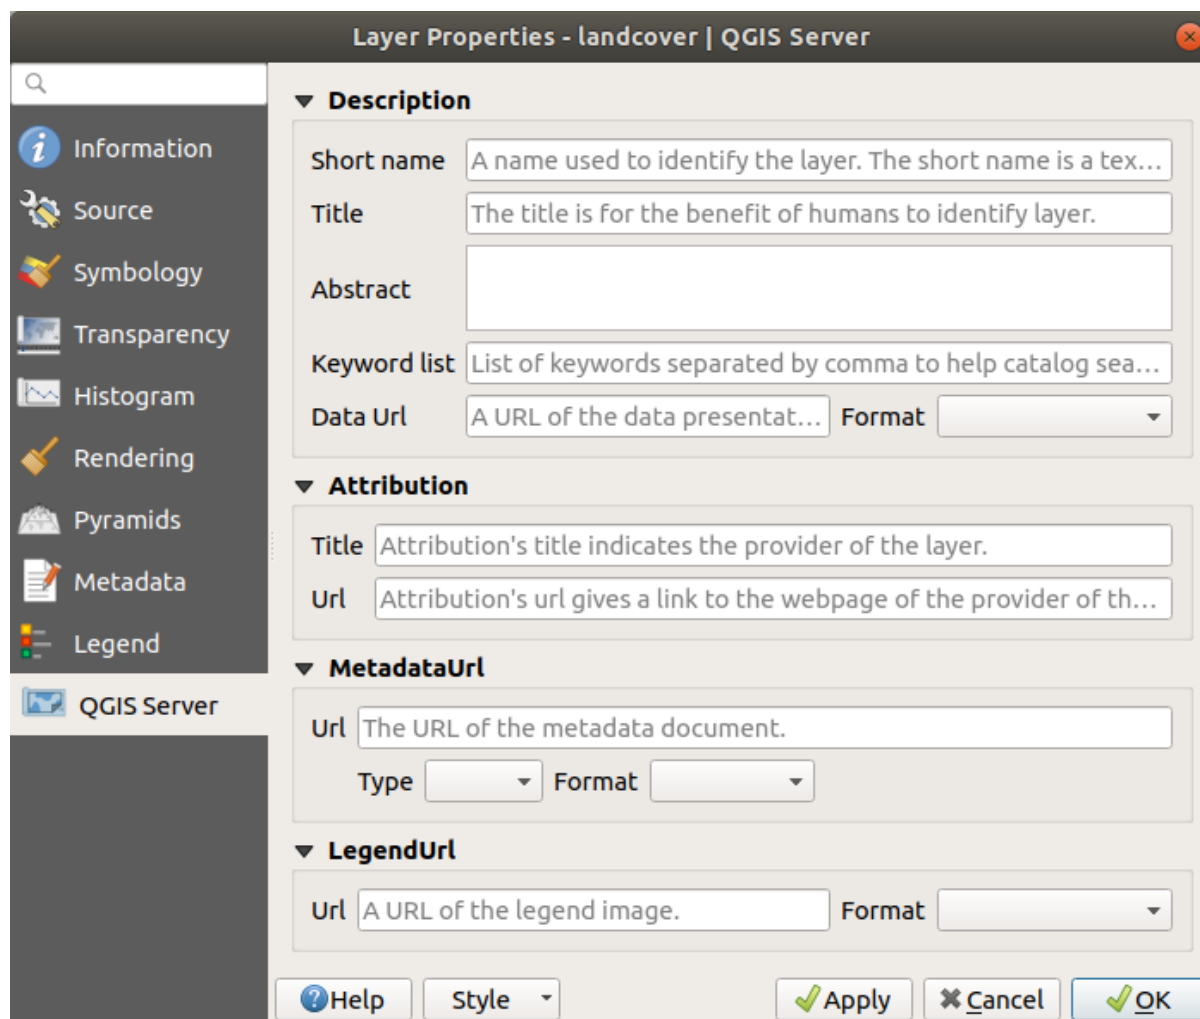 Layer Properties - landcover | QGIS Server
Information
Source
Symbology
Transparency
Histogram
Rendering
Pyramids
Metadata
Legend
QGIS Server
Description
Short name A name used to identify the layer. The short name is a tex...
Title The title is for the benefit of humans to identify layer.
Abstract
Keyword list List of keywords separated by comma to help catalog sea...
Data Url A URL of the data presentat... Format
Attribution
Title Attribution's title indicates the provider of the layer.
Url Attribution's url gives a link to the webpage of the provider of th...
MetadataUrl
Url The URL of the metadata document.
Type Format
LegendUrl
Url A URL of the legend image. Format
Help Style Apply Cancel OK